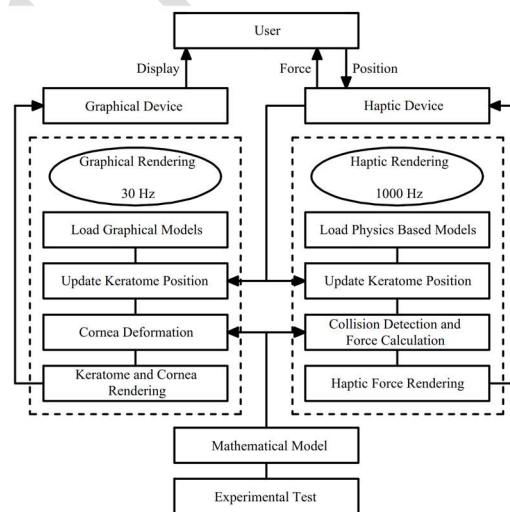 User
Display
Force
Position
Graphical Device
Haptic Device
Graphical Rendering
30 Hz
Haptic Rendering
1000 Hz
Load Graphical Models
Load Physics Based Models
Update Keratome Position
Update Keratome Position
Cornea Deformation
Collision Detection and
Force Calculation
Keratome and Cornea
Rendering
Haptic Force Rendering
Mathematical Model
Experimental Test